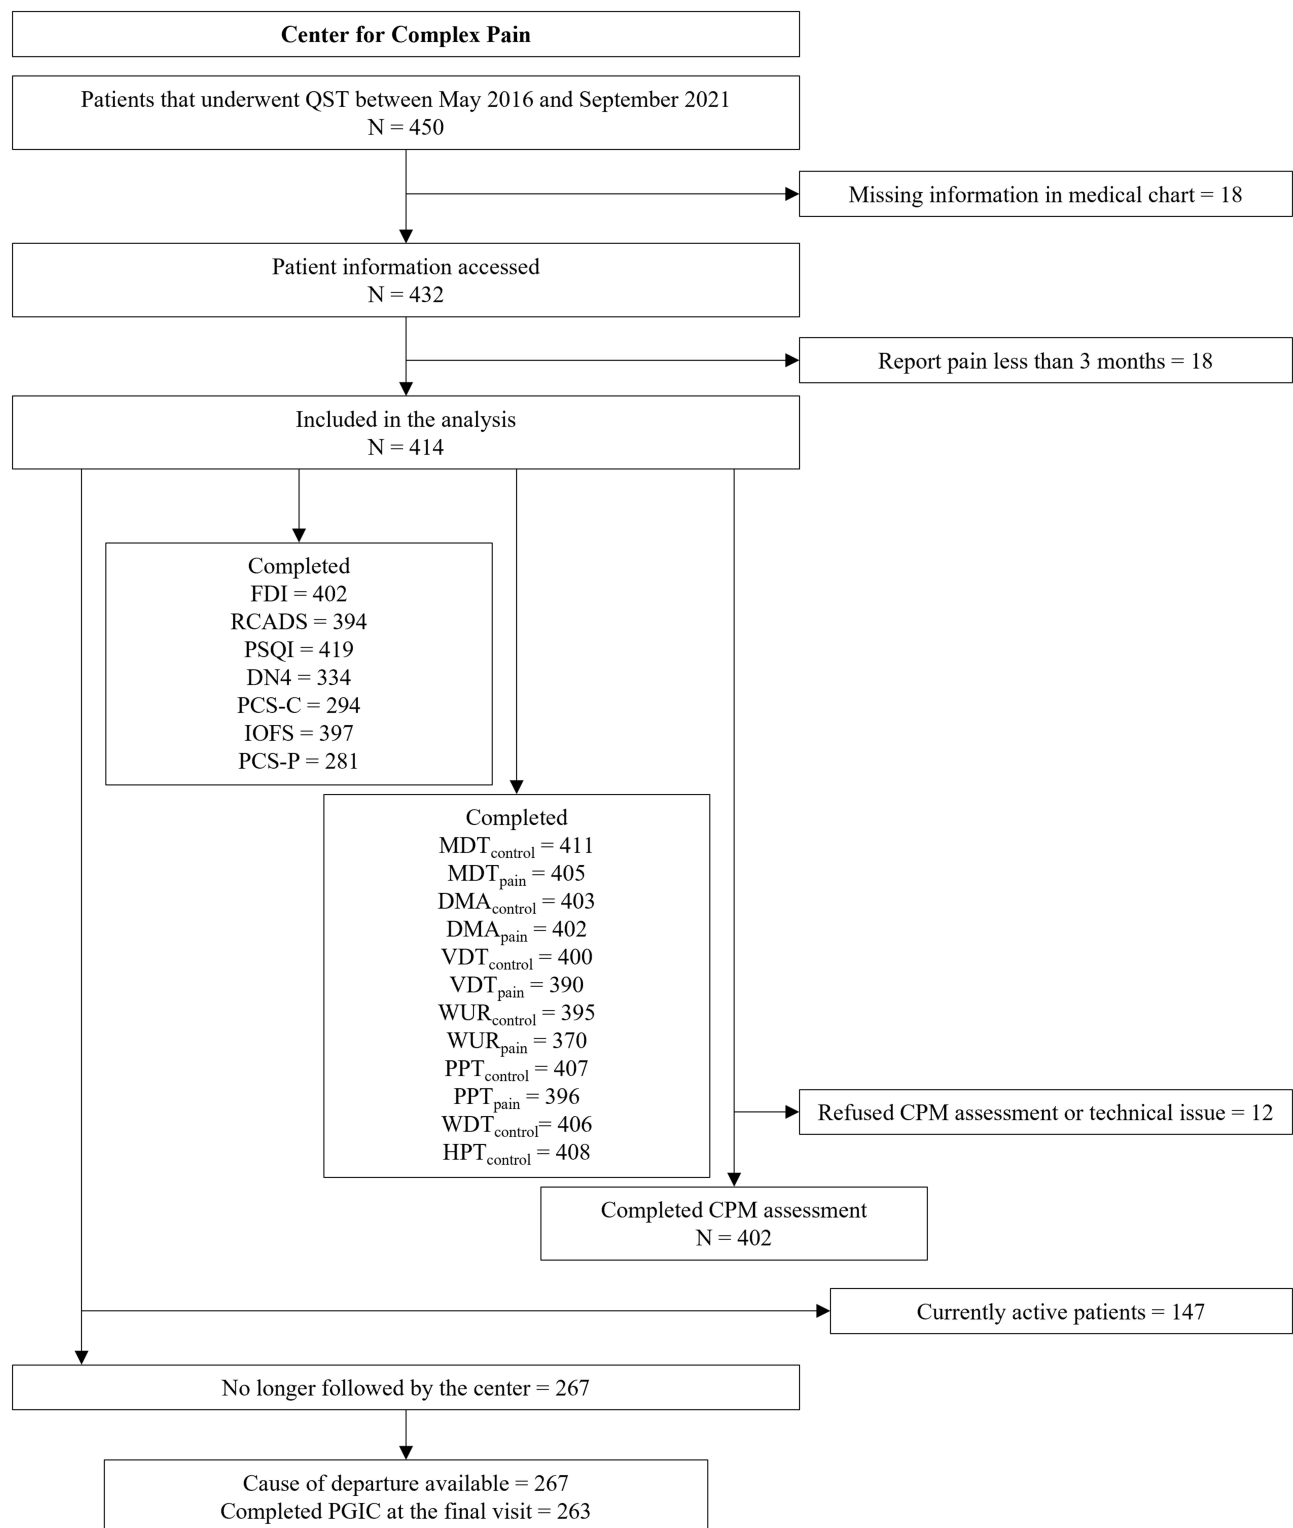 Center for Complex Pain
Patients that underwent QST between May 2016 and September 2021
N = 450
Missing information in medical chart = 18
Patient information accessed
N = 432
Report pain less than 3 months = 18
Included in the analysis
N = 414
Completed
FDI = 402
RCADS = 394
PSQI = 419
DN4 = 334
PCS-C = 294
IOFS = 397
PCS-P = 281
Completed
MDTcontrol = 411
MDTpain = 405
DMAcontrol = 403
DMApain = 402
VDTcontrol = 400
VDTpain = 390
WURcontrol = 395
WURpain = 370
PPTcontrol = 407
PPTpain = 396
WDTcontrol= 406
HPTcontrol = 408
Refused CPM assessment or technical issue = 12
Completed CPM assessment
N = 402
Currently active patients = 147
No longer followed by the center = 267
Cause of departure available = 267
Completed PGIC at the final visit = 263